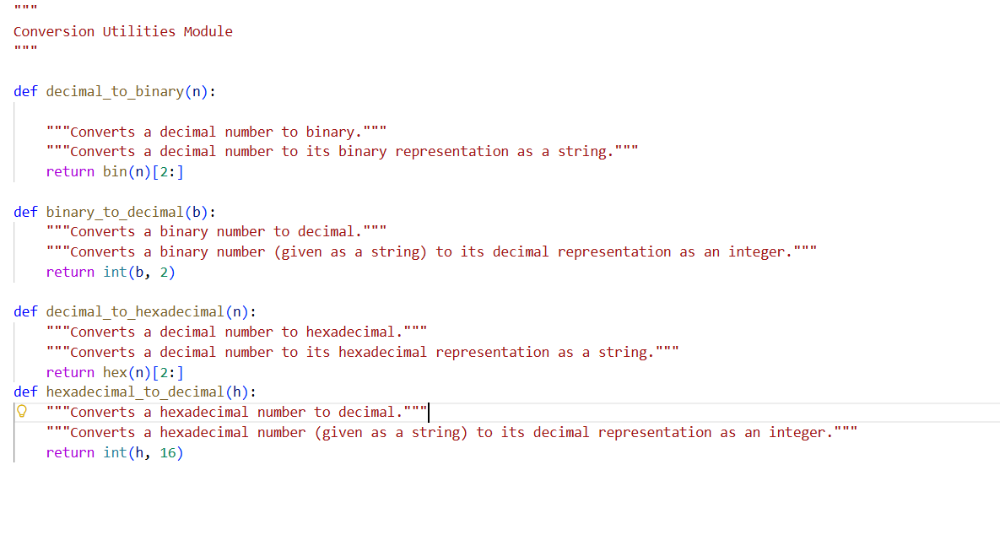 """
Conversion Utilities Module
"""
def decimal_to_binary(n):
    """Converts a decimal number to binary."""
    """Converts a decimal number to its binary representation as a string."""
    return bin(n)[2:]
def binary_to_decimal(b):
    """Converts a binary number to decimal."""
    """Converts a binary number (given as a string) to its decimal representation as an integer."""
    return int(b, 2)
def decimal_to_hexadecimal(n):
    """Converts a decimal number to hexadecimal."""
    """Converts a decimal number to its hexadecimal representation as a string."""
    return hex(n)[2:]
def hexadecimal_to_decimal(h):
    """Converts a hexadecimal number to decimal."""
    """Converts a hexadecimal number (given as a string) to its decimal representation as an integer."""
    return int(h, 16)